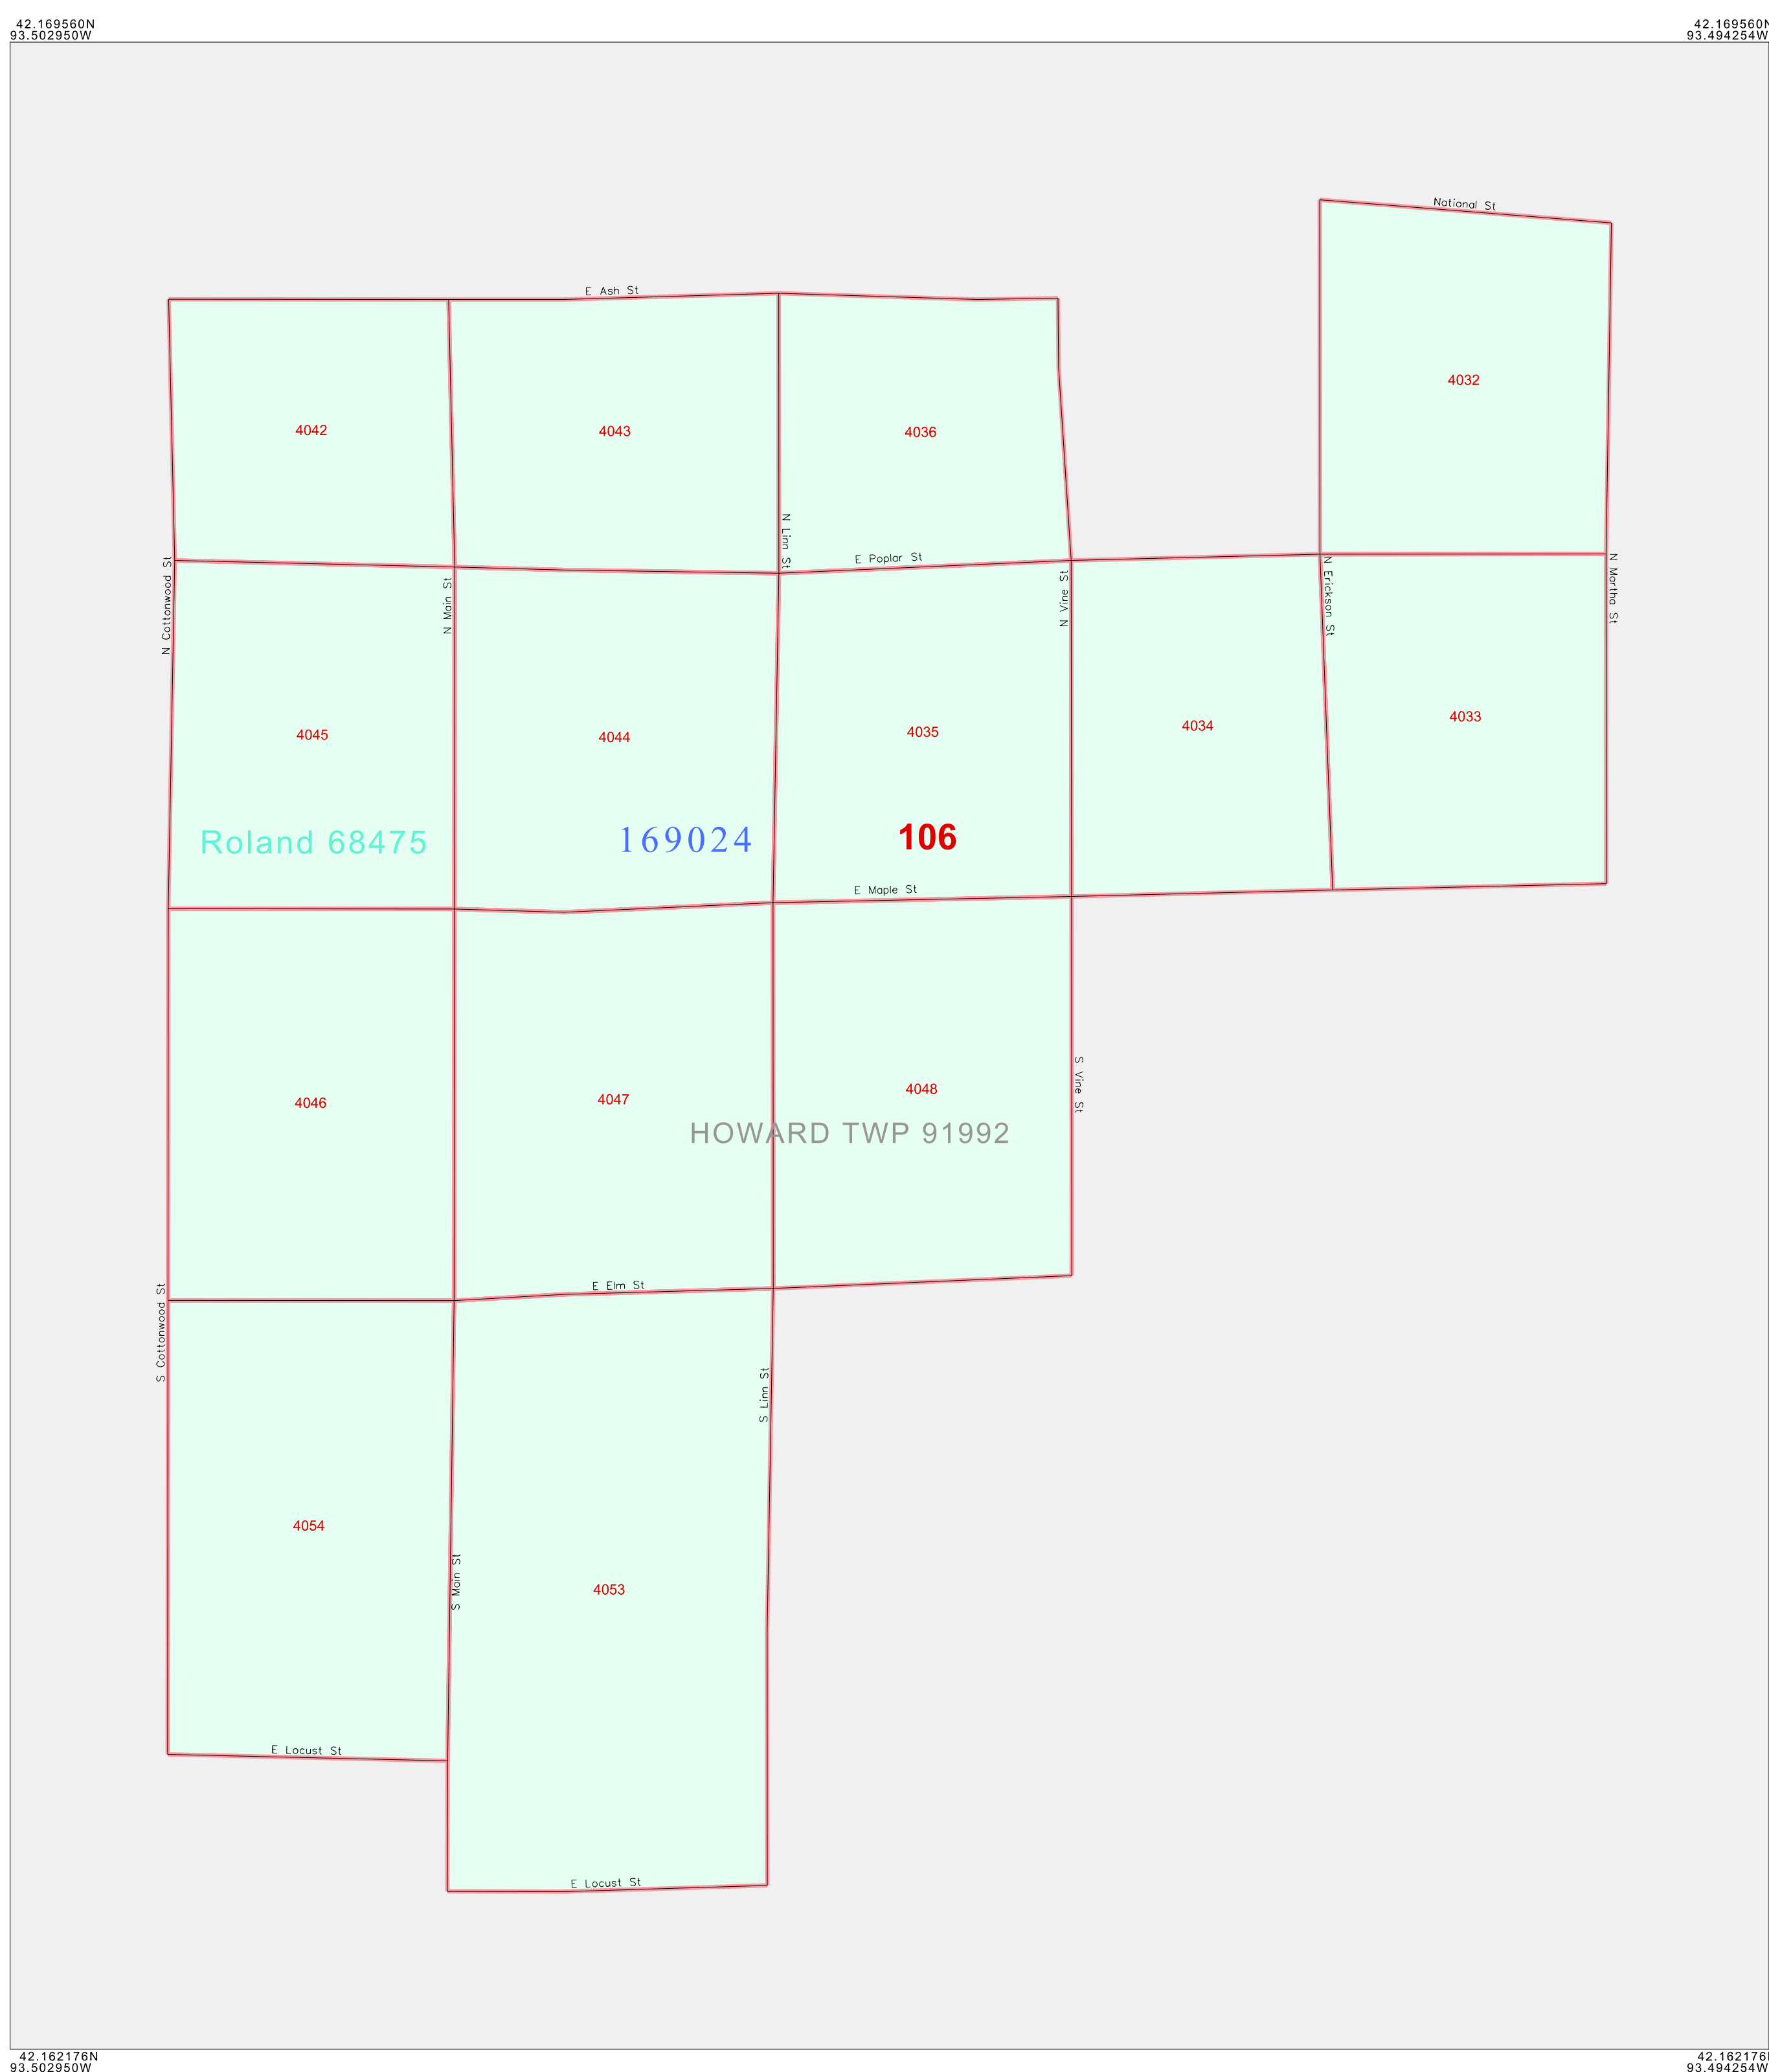 42.169560N
93.502950W
42.169560N
93.494254W
National St
E Ash St
4032
4042
4043
4036
N Linn St
E Poplar St
N Cottonwood St
N Main St
N Vine St
N Erickson St
N Martha St
4045
4044
4035
4034
4033
Roland 68475
169024
106
E Maple St
4046
4047
4048
S Vine St
HOWARD TWP 91992
E Elm St
S Cottonwood St
S Linn St
4054
S Main St
4053
E Locust St
E Locust St
42.162176N
93.502950W
42.162176N
93.494254W